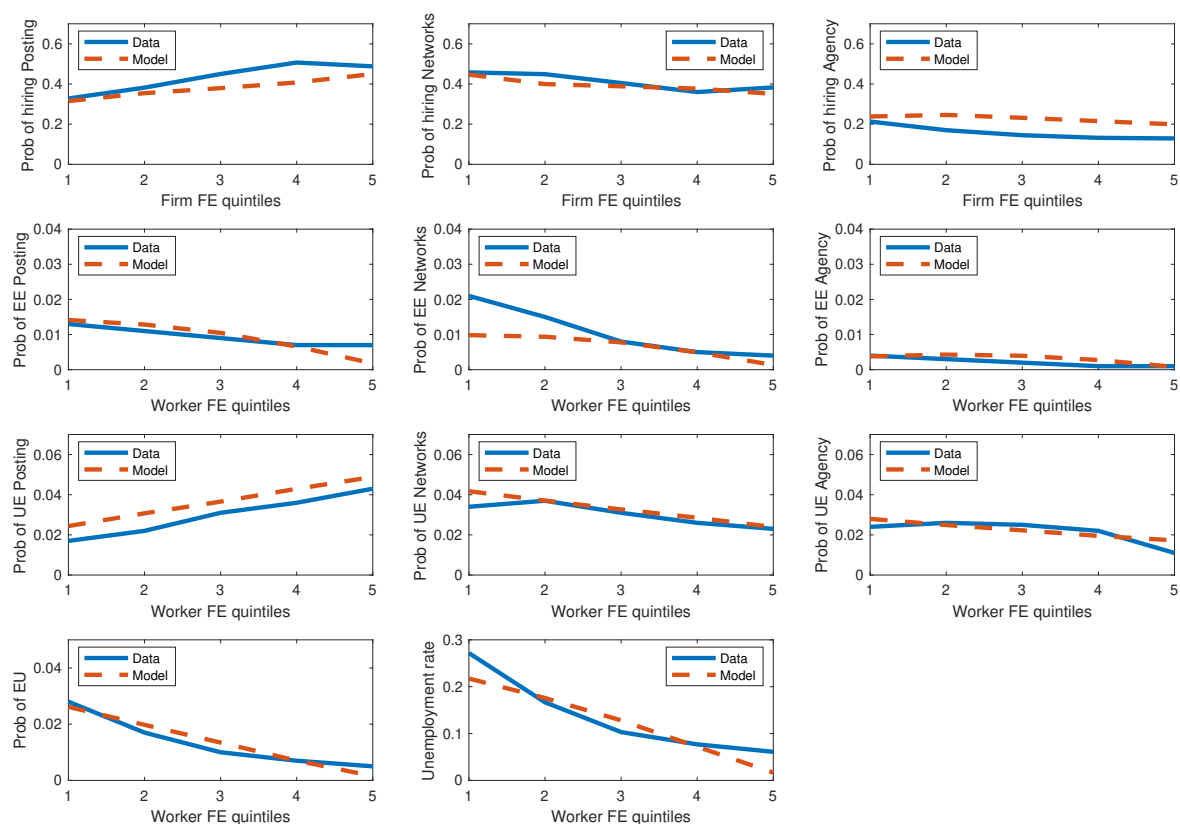 Prob of hiring Posting
0.6
0.4
0.2
0
Data
Model
1 2 3 4 5
Firm FE quintiles
Prob of hiring Networks
0.6
0.4
0.2
0
Data
Model
1 2 3 4 5
Firm FE quintiles
Prob of hiring Agency
0.6
0.4
0.2
0
Data
Model
1 2 3 4 5
Firm FE quintiles
Prob of EE Posting
0.04
0.03
0.02
0.01
0
Data
Model
1 2 3 4 5
Worker FE quintiles
Prob of EE Networks
0.04
0.03
0.02
0.01
0
Data
Model
1 2 3 4 5
Worker FE quintiles
Prob of EE Agency
0.04
0.03
0.02
0.01
0
Data
Model
1 2 3 4 5
Worker FE quintiles
Prob of UE Posting
0.06
0.04
0.02
0
Data
Model
1 2 3 4 5
Worker FE quintiles
Prob of UE Networks
0.06
0.04
0.02
0
Data
Model
1 2 3 4 5
Worker FE quintiles
Prob of UE Agency
0.06
0.04
0.02
0
Data
Model
1 2 3 4 5
Worker FE quintiles
Prob of EU
0.04
0.02
0
Data
Model
1 2 3 4 5
Worker FE quintiles
Unemployment rate
0.3
0.2
0.1
0
Data
Model
1 2 3 4 5
Worker FE quintiles